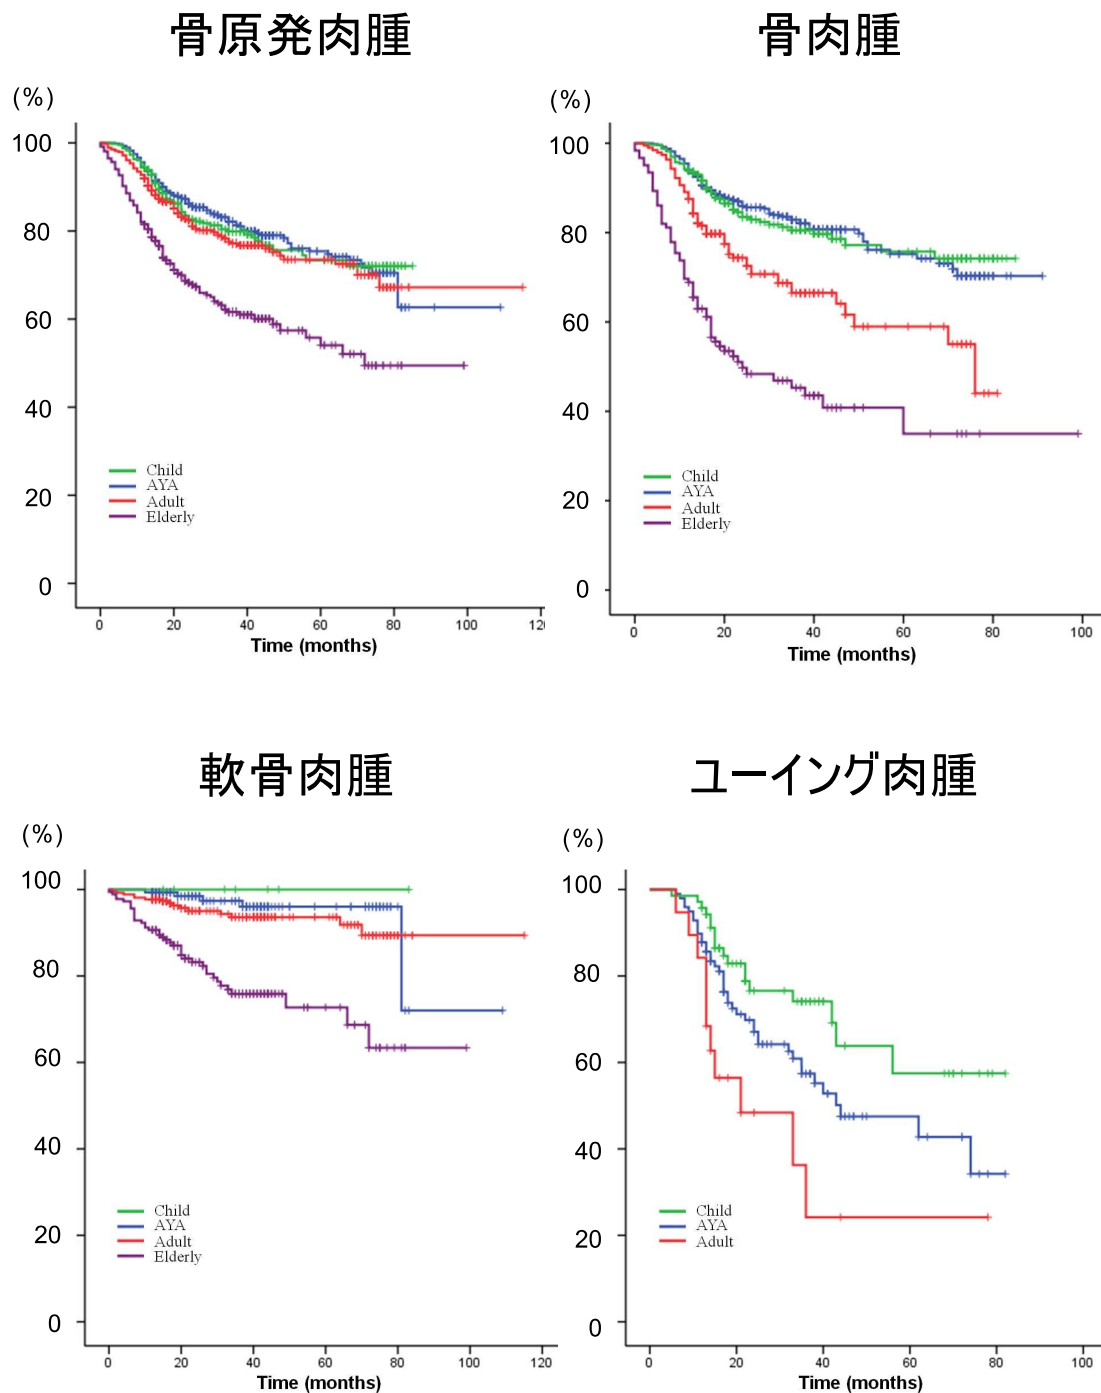 骨原発肉腫
(%)
100
80
60
40
20
0
Child
AYA
Adult
Elderly
0 20 40 60 80 100 12
Time (months)
骨肉腫
(%)
100
80
60
40
20
0
Child
AYA
Adult
Elderly
0 20 40 60 80 100
Time (months)
軟骨肉腫
(%)
100
80
60
40
20
0
Child
AYA
Adult
Elderly
0 20 40 60 80 100 120
Time (months)
ユーイング肉腫
(%)
100
80
60
40
20
0
Child
AYA
Adult
0 20 40 60 80 100
Time (months)